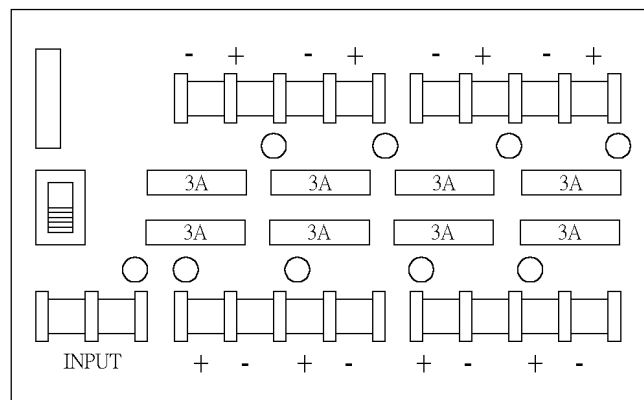 - + - + - + - +
3A 3A 3A 3A
3A 3A 3A 3A
INPUT + - + - + - + -